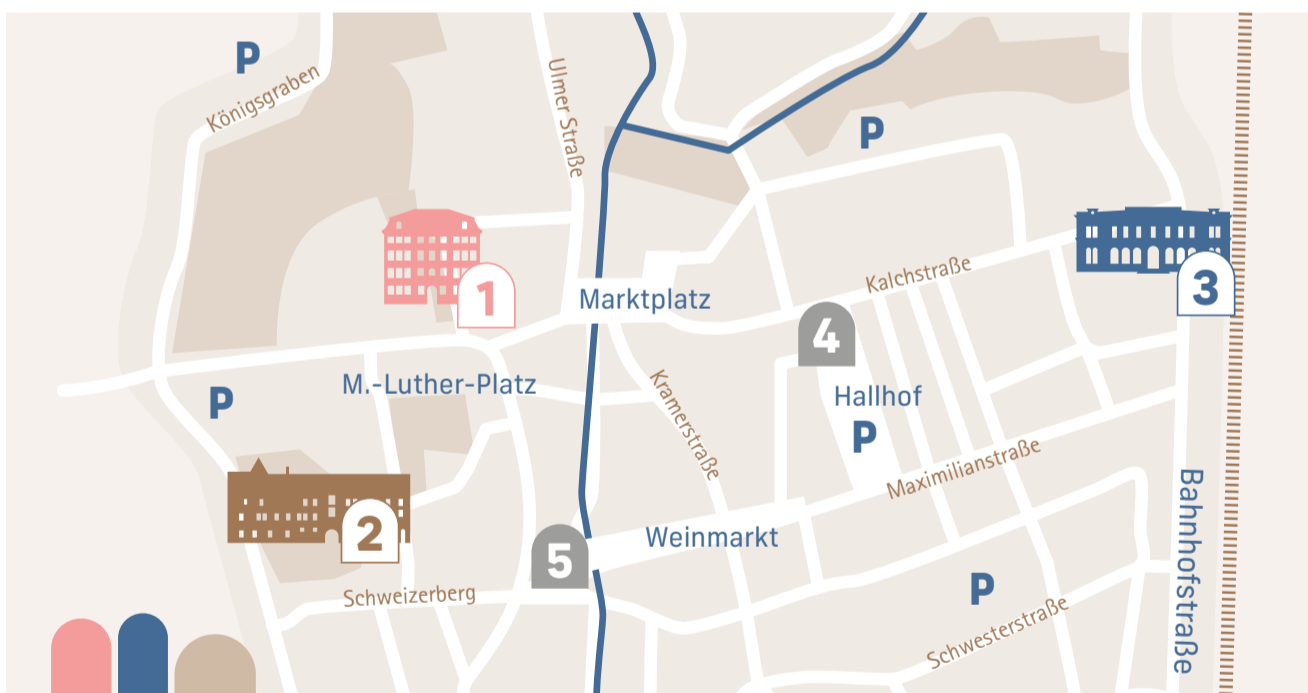 P
Königsgraben
Ulmer Straße
P
1
Marktplatz
Kalchstraße
3
4
M.-Luther-Platz
P
Kramerstraße
Hallhof
P
Maximilianstraße
2
Weinmarkt
5
Bahnhofstraße
Schweizerberg
P
Schwesterstraße